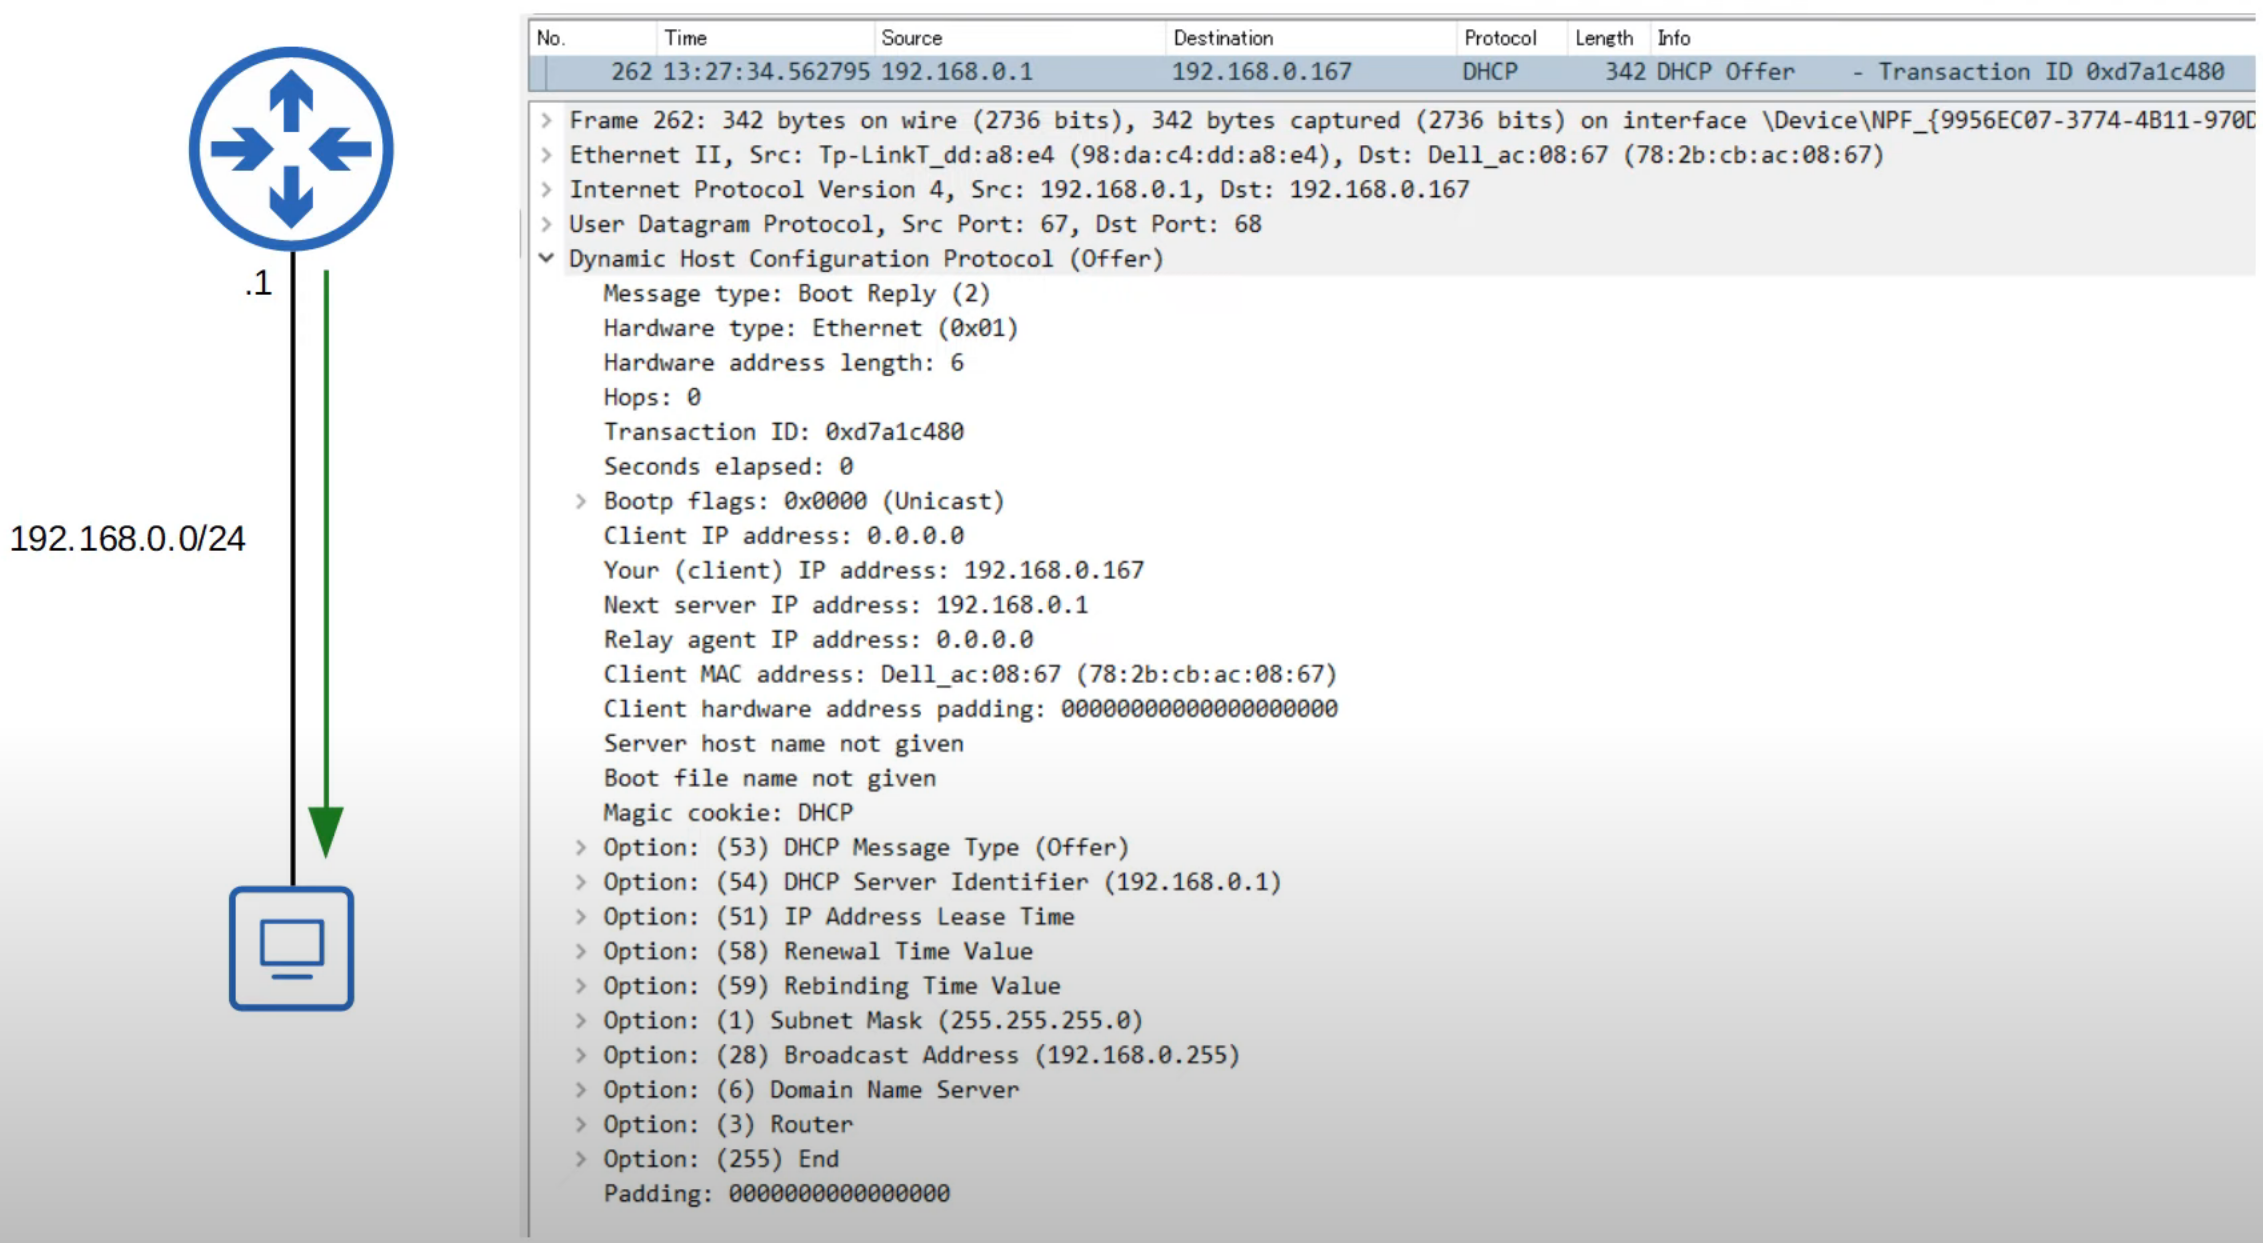 .1
192.168.0.0/24
No. Time Source Destination Protocol Length Info
262 13:27:34.562795 192.168.0.1 192.168.0.167 DHCP 342 DHCP Offer - Transaction ID 0xd7a1c480
Frame 262: 342 bytes on wire (2736 bits), 342 bytes captured (2736 bits) on interface \Device\NPF_{9956EC07-3774-4B11-970D
Ethernet II, Src: Tp-LinkT_dd:a8:e4 (98:da:c4:dd:a8:e4), Dst: Dell_ac:08:67 (78:2b:cb:ac:08:67)
Internet Protocol Version 4, Src: 192.168.0.1, Dst: 192.168.0.167
User Datagram Protocol, Src Port: 67, Dst Port: 68
Dynamic Host Configuration Protocol (Offer)
Message type: Boot Reply (2)
Hardware type: Ethernet (0x01)
Hardware address length: 6
Hops: 0
Transaction ID: 0xd7a1c480
Seconds elapsed: 0
Bootp flags: 0x0000 (Unicast)
Client IP address: 0.0.0.0
Your (client) IP address: 192.168.0.167
Next server IP address: 192.168.0.1
Relay agent IP address: 0.0.0.0
Client MAC address: Dell_ac:08:67 (78:2b:cb:ac:08:67)
Client hardware address padding: 00000000000000000000
Server host name not given
Boot file name not given
Magic cookie: DHCP
Option: (53) DHCP Message Type (Offer)
Option: (54) DHCP Server Identifier (192.168.0.1)
Option: (51) IP Address Lease Time
Option: (58) Renewal Time Value
Option: (59) Rebinding Time Value
Option: (1) Subnet Mask (255.255.255.0)
Option: (28) Broadcast Address (192.168.0.255)
Option: (6) Domain Name Server
Option: (3) Router
Option: (255) End
Padding: 0000000000000000